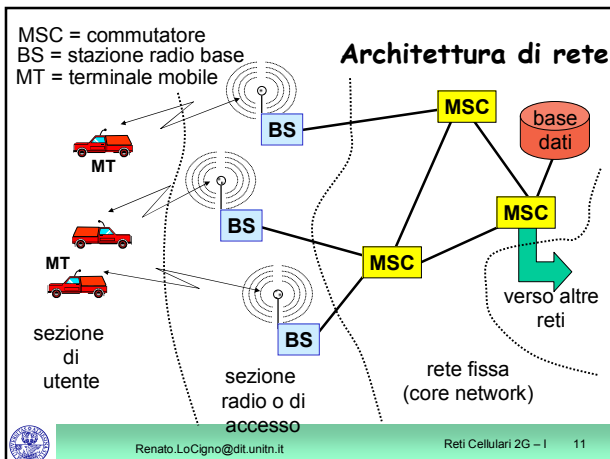 MSC = commutatore
BS = stazione radio base
MT = terminale mobile
Architettura di rete
MSC
base
dati
BS
MT
MSC
BS
MSC
MT
verso altre
reti
sezione
di
utente
BS
sezione
radio o di
accesso
rete fissa
(core network)
Renato.LoCigno@dit.unitn.it
Reti Cellulari 2G – I 11